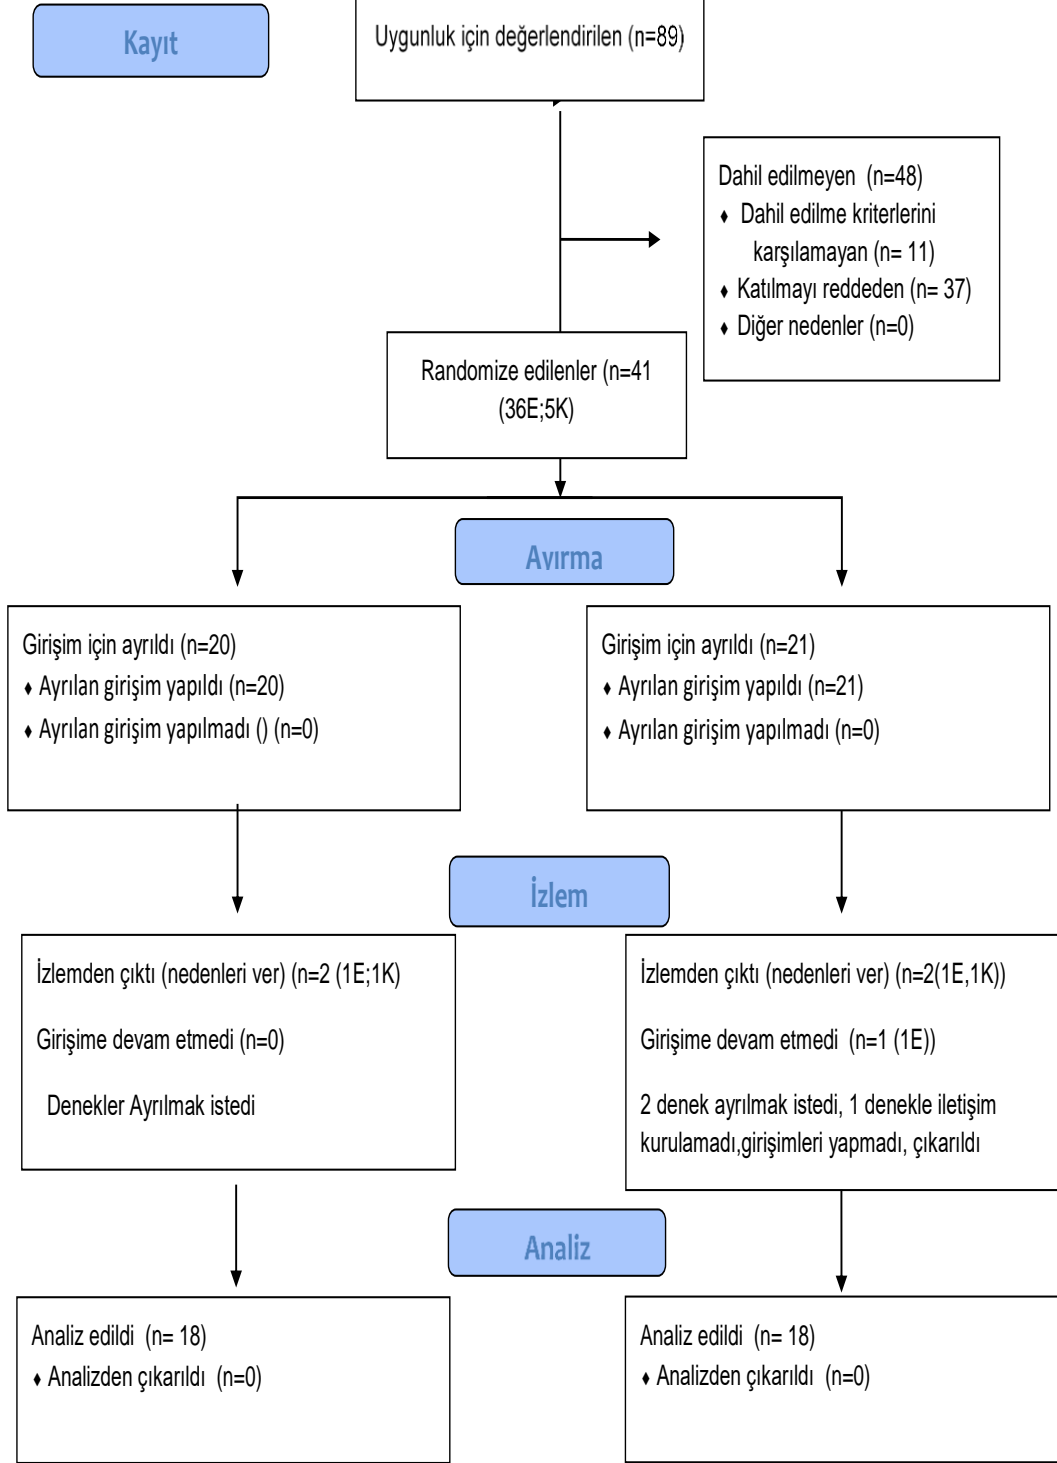 Kayıt
Uygunluk için değerlendirilen (n=89)
Dahil edilmeyen (n=48)
♦ Dahil edilme kriterlerini
karşılamayan (n= 11)
♦ Katılmayı reddeden (n= 37)
♦ Diğer nedenler (n=0)
Randomize edilenler (n=41
(36E;5K)
Ayırma
Girişim için ayrıldı (n=20)
♦ Ayrılan girişim yapıldı (n=20)
♦ Ayrılan girişim yapılmadı () (n=0)
Girişim için ayrıldı (n=21)
♦ Ayrılan girişim yapıldı (n=21)
♦ Ayrılan girişim yapılmadı (n=0)
İzlem
İzlemden çıktı (nedenleri ver) (n=2 (1E;1K)
Girişime devam etmedi (n=0)
Denekler Ayrılmak istedi
İzlemden çıktı (nedenleri ver) (n=2(1E,1K))
Girişime devam etmedi (n=1 (1E))
2 denek ayrılmak istedi, 1 denekle iletişim
kurulamadı,girişimleri yapmadı, çıkarıldı
Analiz
Analiz edildi (n= 18)
♦ Analizden çıkarıldı (n=0)
Analiz edildi (n= 18)
♦ Analizden çıkarıldı (n=0)